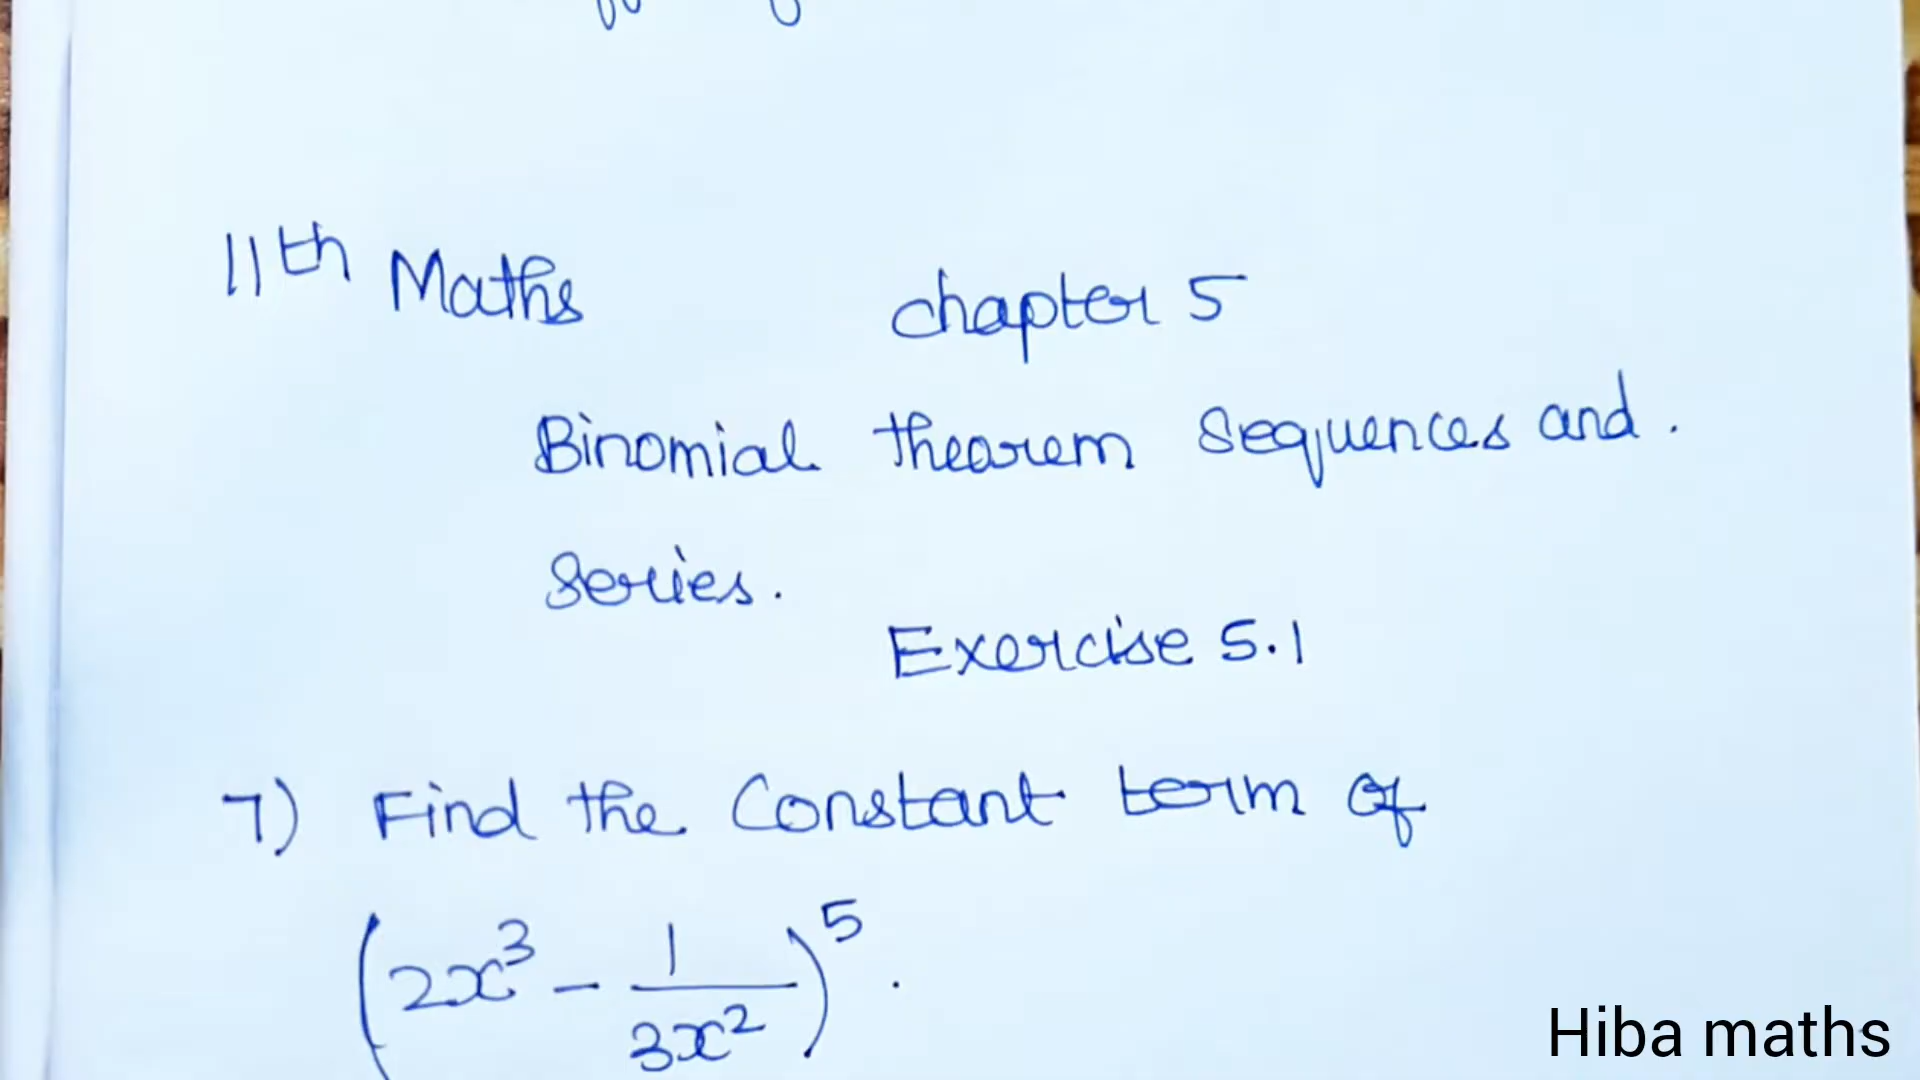 11th Maths chapter 5
Binomial thearem Sequences and.
Series.
Exercise 5.1
7) Find the Constant term of
(2x³ - 1/3x²)⁵.
Hiba maths